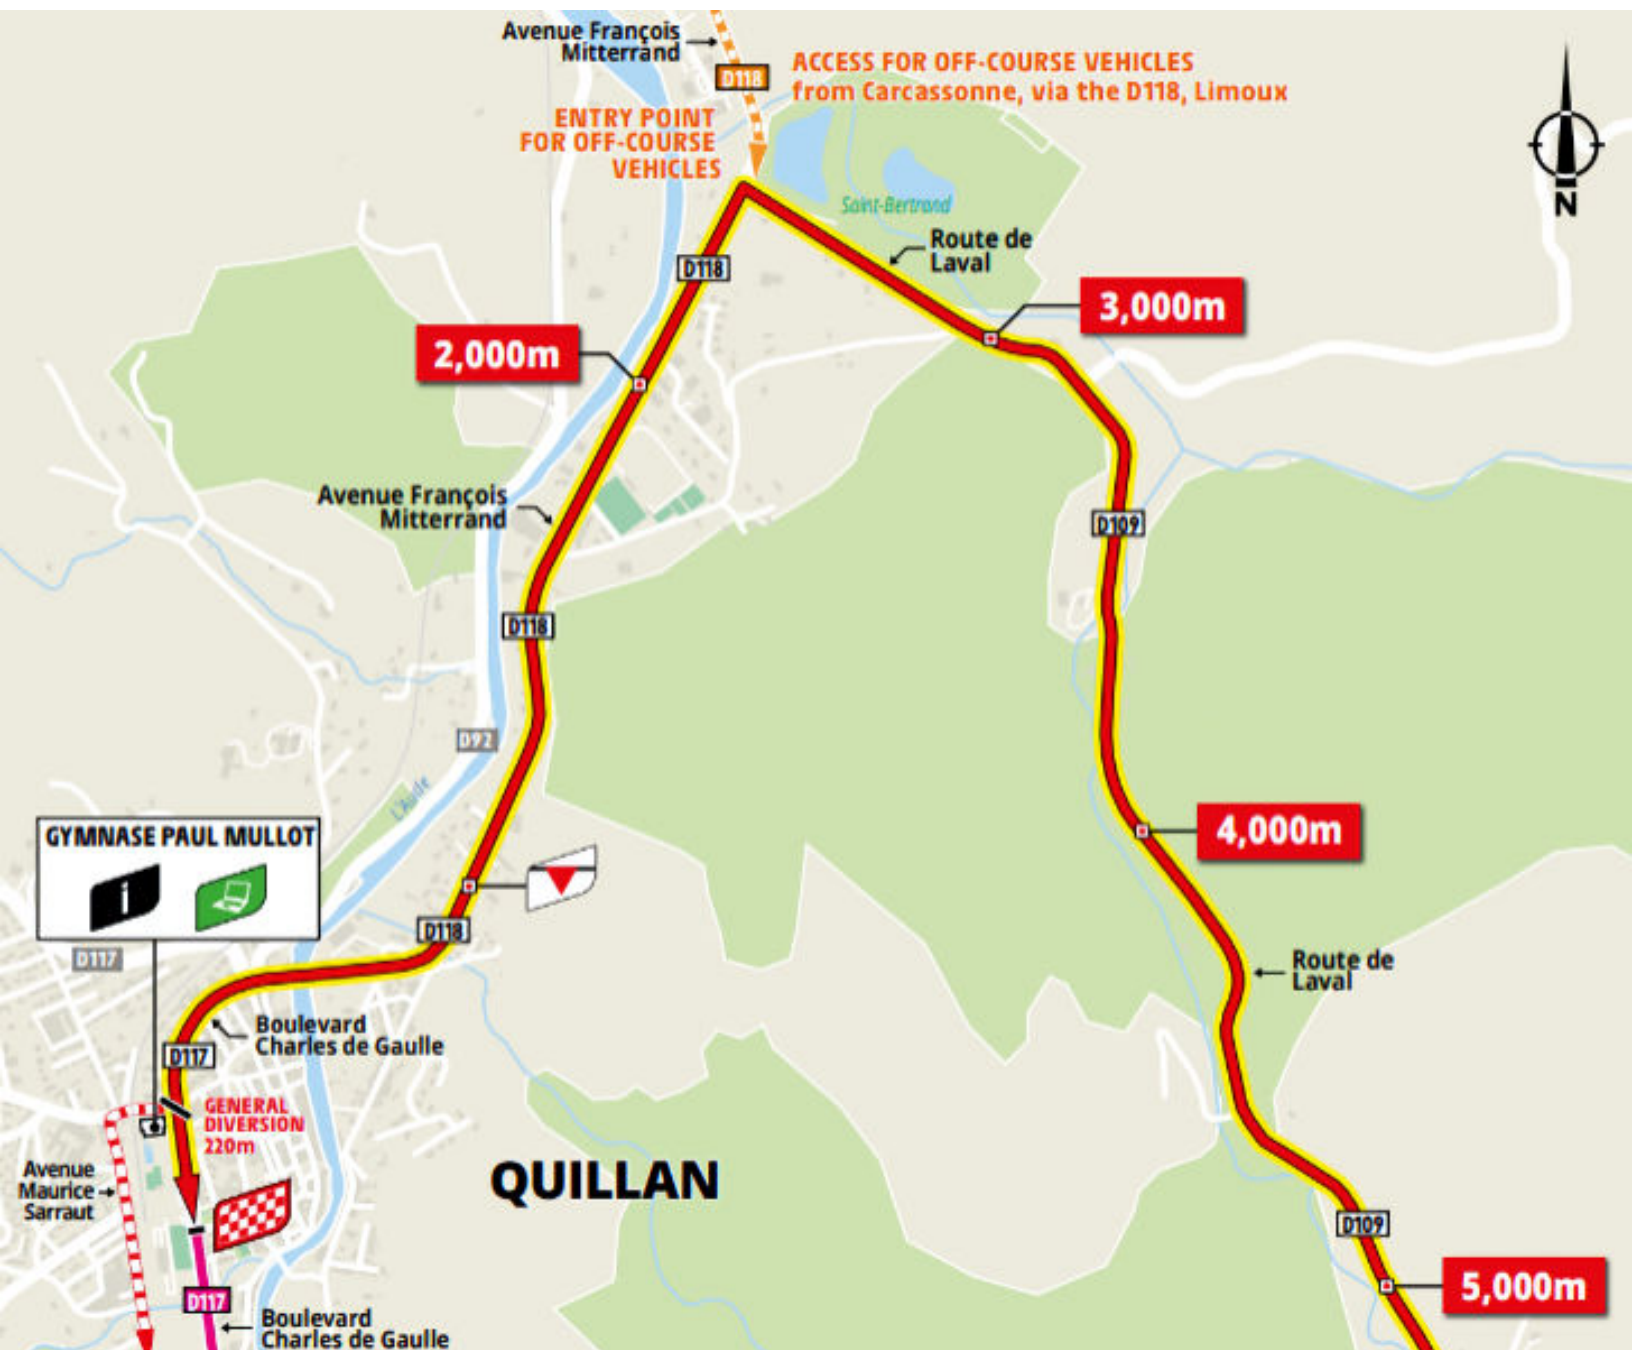 Avenue François
Mitterrand
D118
ACCESS FOR OFF-COURSE VEHICLES
from Carcassonne, via the D118, Limoux
ENTRY POINT
FOR OFF-COURSE
VEHICLES
N
Saint-Bertrand
Route de
Laval
D118
3,000m
2,000m
Avenue François
Mitterrand
D109
D118
D92
L'Aude
GYMNASE PAUL MULLOT
i
4,000m
D118
D117
Route de
Laval
Boulevard
Charles de Gaulle
D117
GENERAL
DIVERSION
220m
Avenue
Maurice
Sarraut
QUILLAN
D109
5,000m
D117
Boulevard
Charles de Gaulle